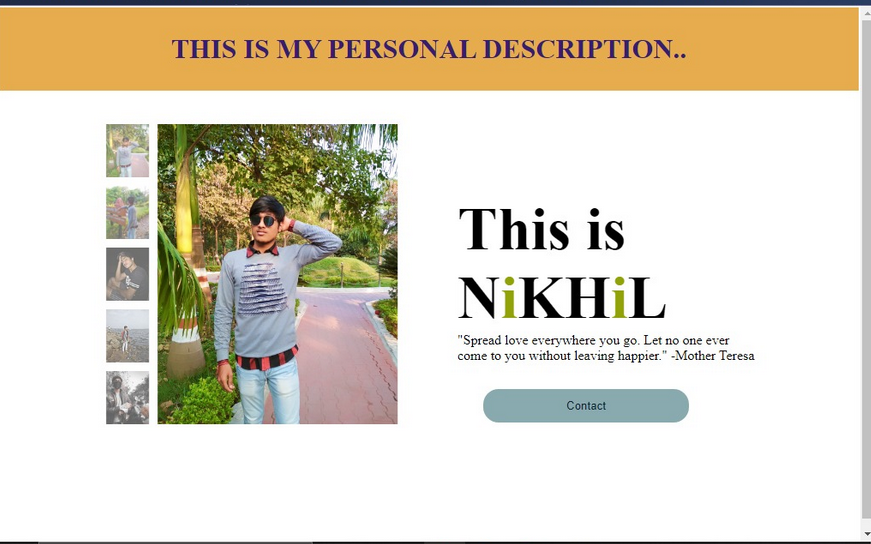 THIS IS MY PERSONAL DESCRIPTION..
This is
NiKHiL
"Spread love everywhere you go. Let no one ever
come to you without leaving happier." -Mother Teresa
Contact